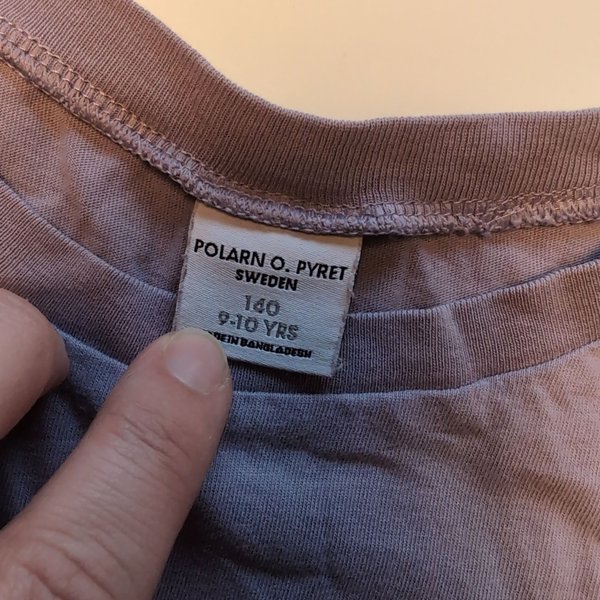 POLARN O. PYRET
SWEDEN
140
9-10 YRS
IN BANGLADESH